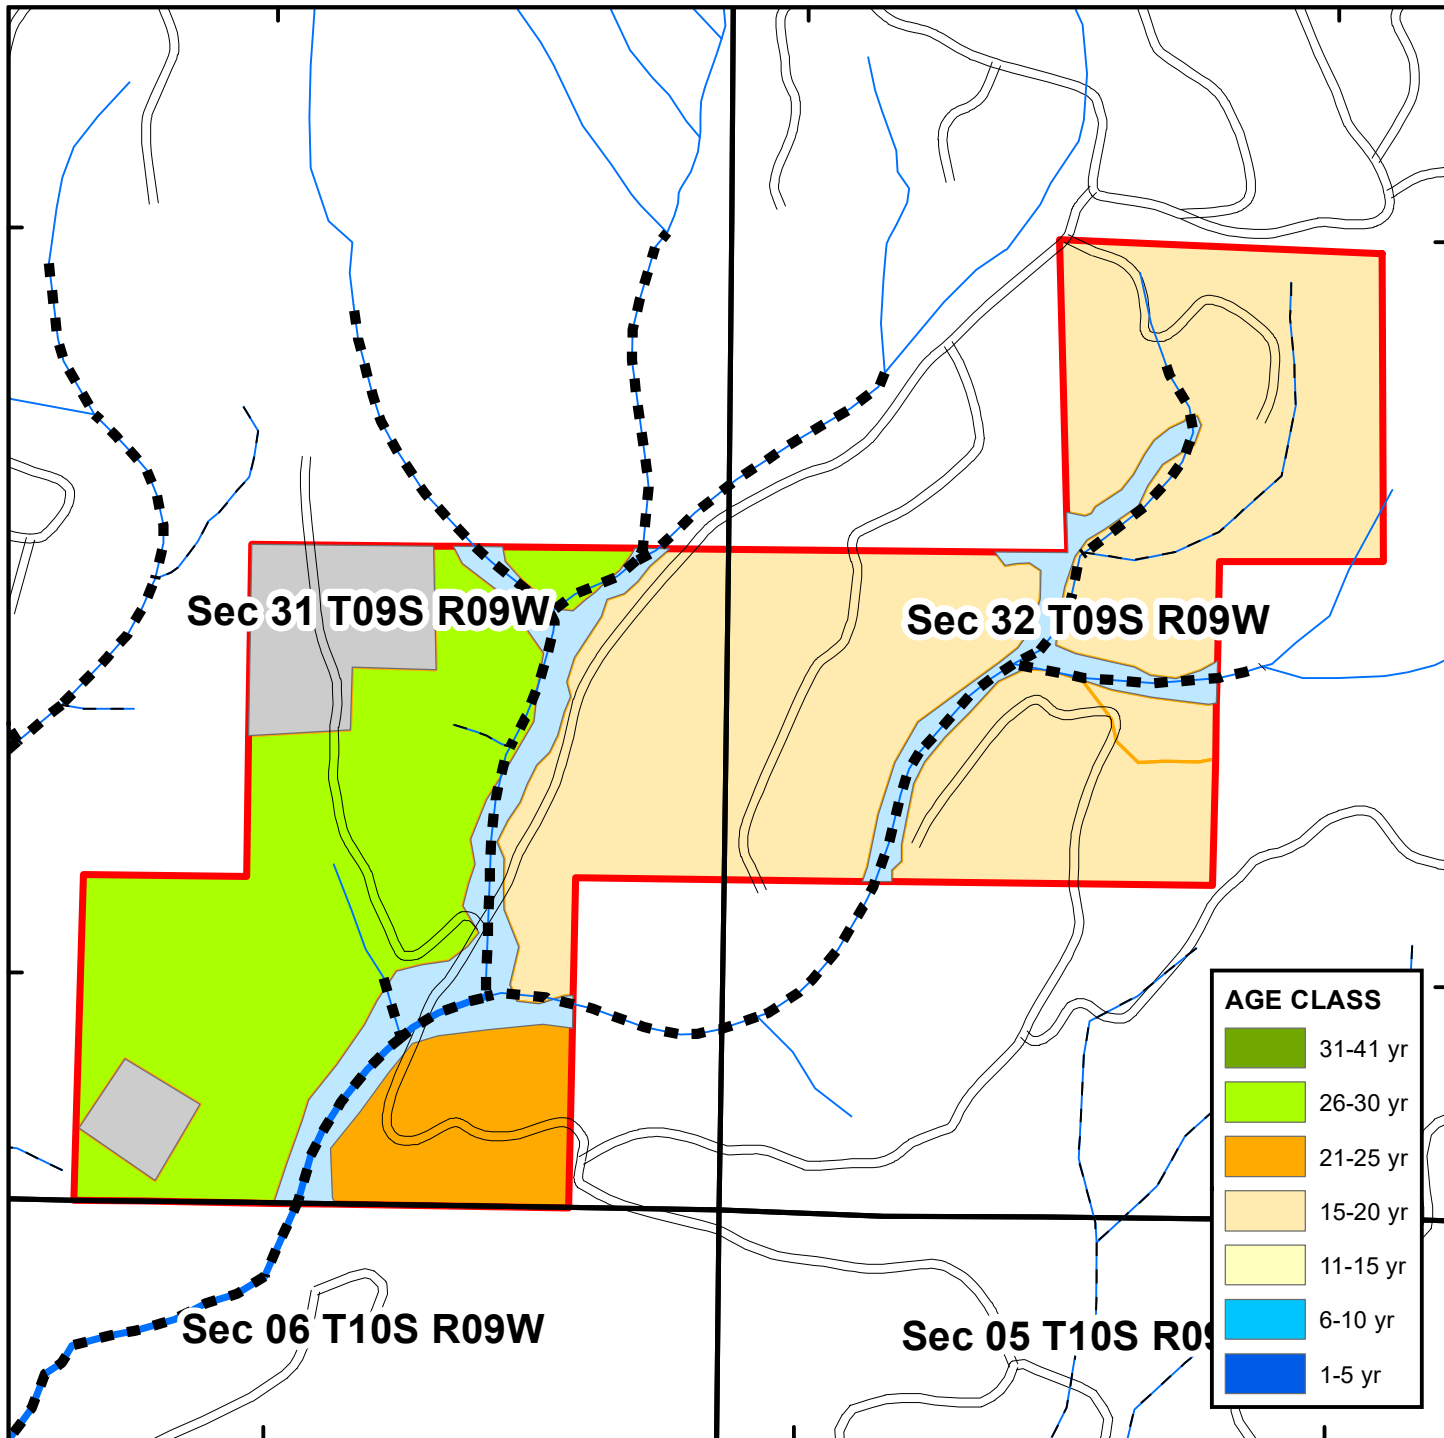 Sec 31 T09S R09W
Sec 32 T09S R09W
AGE CLASS
31-41 yr
26-30 yr
21-25 yr
15-20 yr
11-15 yr
6-10 yr
1-5 yr
Sec 06 T10S R09W
Sec 05 T10S